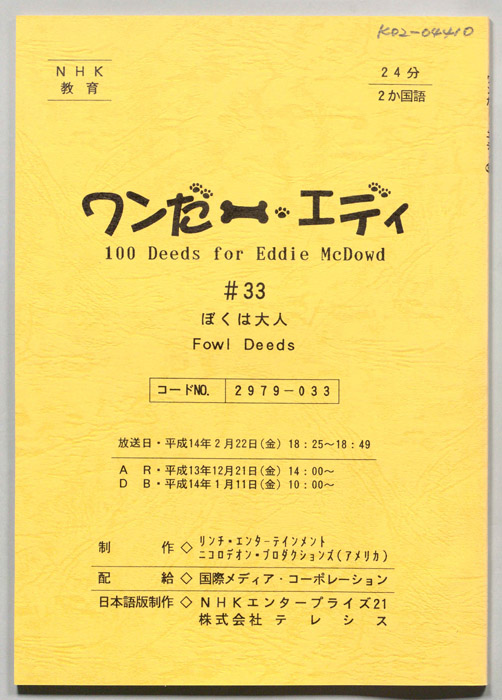 K02-04410
NHK
教育
24分
2か国語
ワンだー・エディ
100 Deeds for Eddie McDowd
#33
ぼくは大人
Fowl Deeds
コードNO. 2979-033
放送日・平成14年2月22日(金) 18:25~18:49
AR・平成13年12月21日(金) 14:00~
DB・平成14年1月11日(金) 10:00~
制作◇ リンチ・エンターテインメント
ニコロデオン・プロダクションズ(アメリカ)
配給◇ 国際メディア・コーポレーション
日本語版制作◇ NHKエンタープライズ21
株式会社テレシス